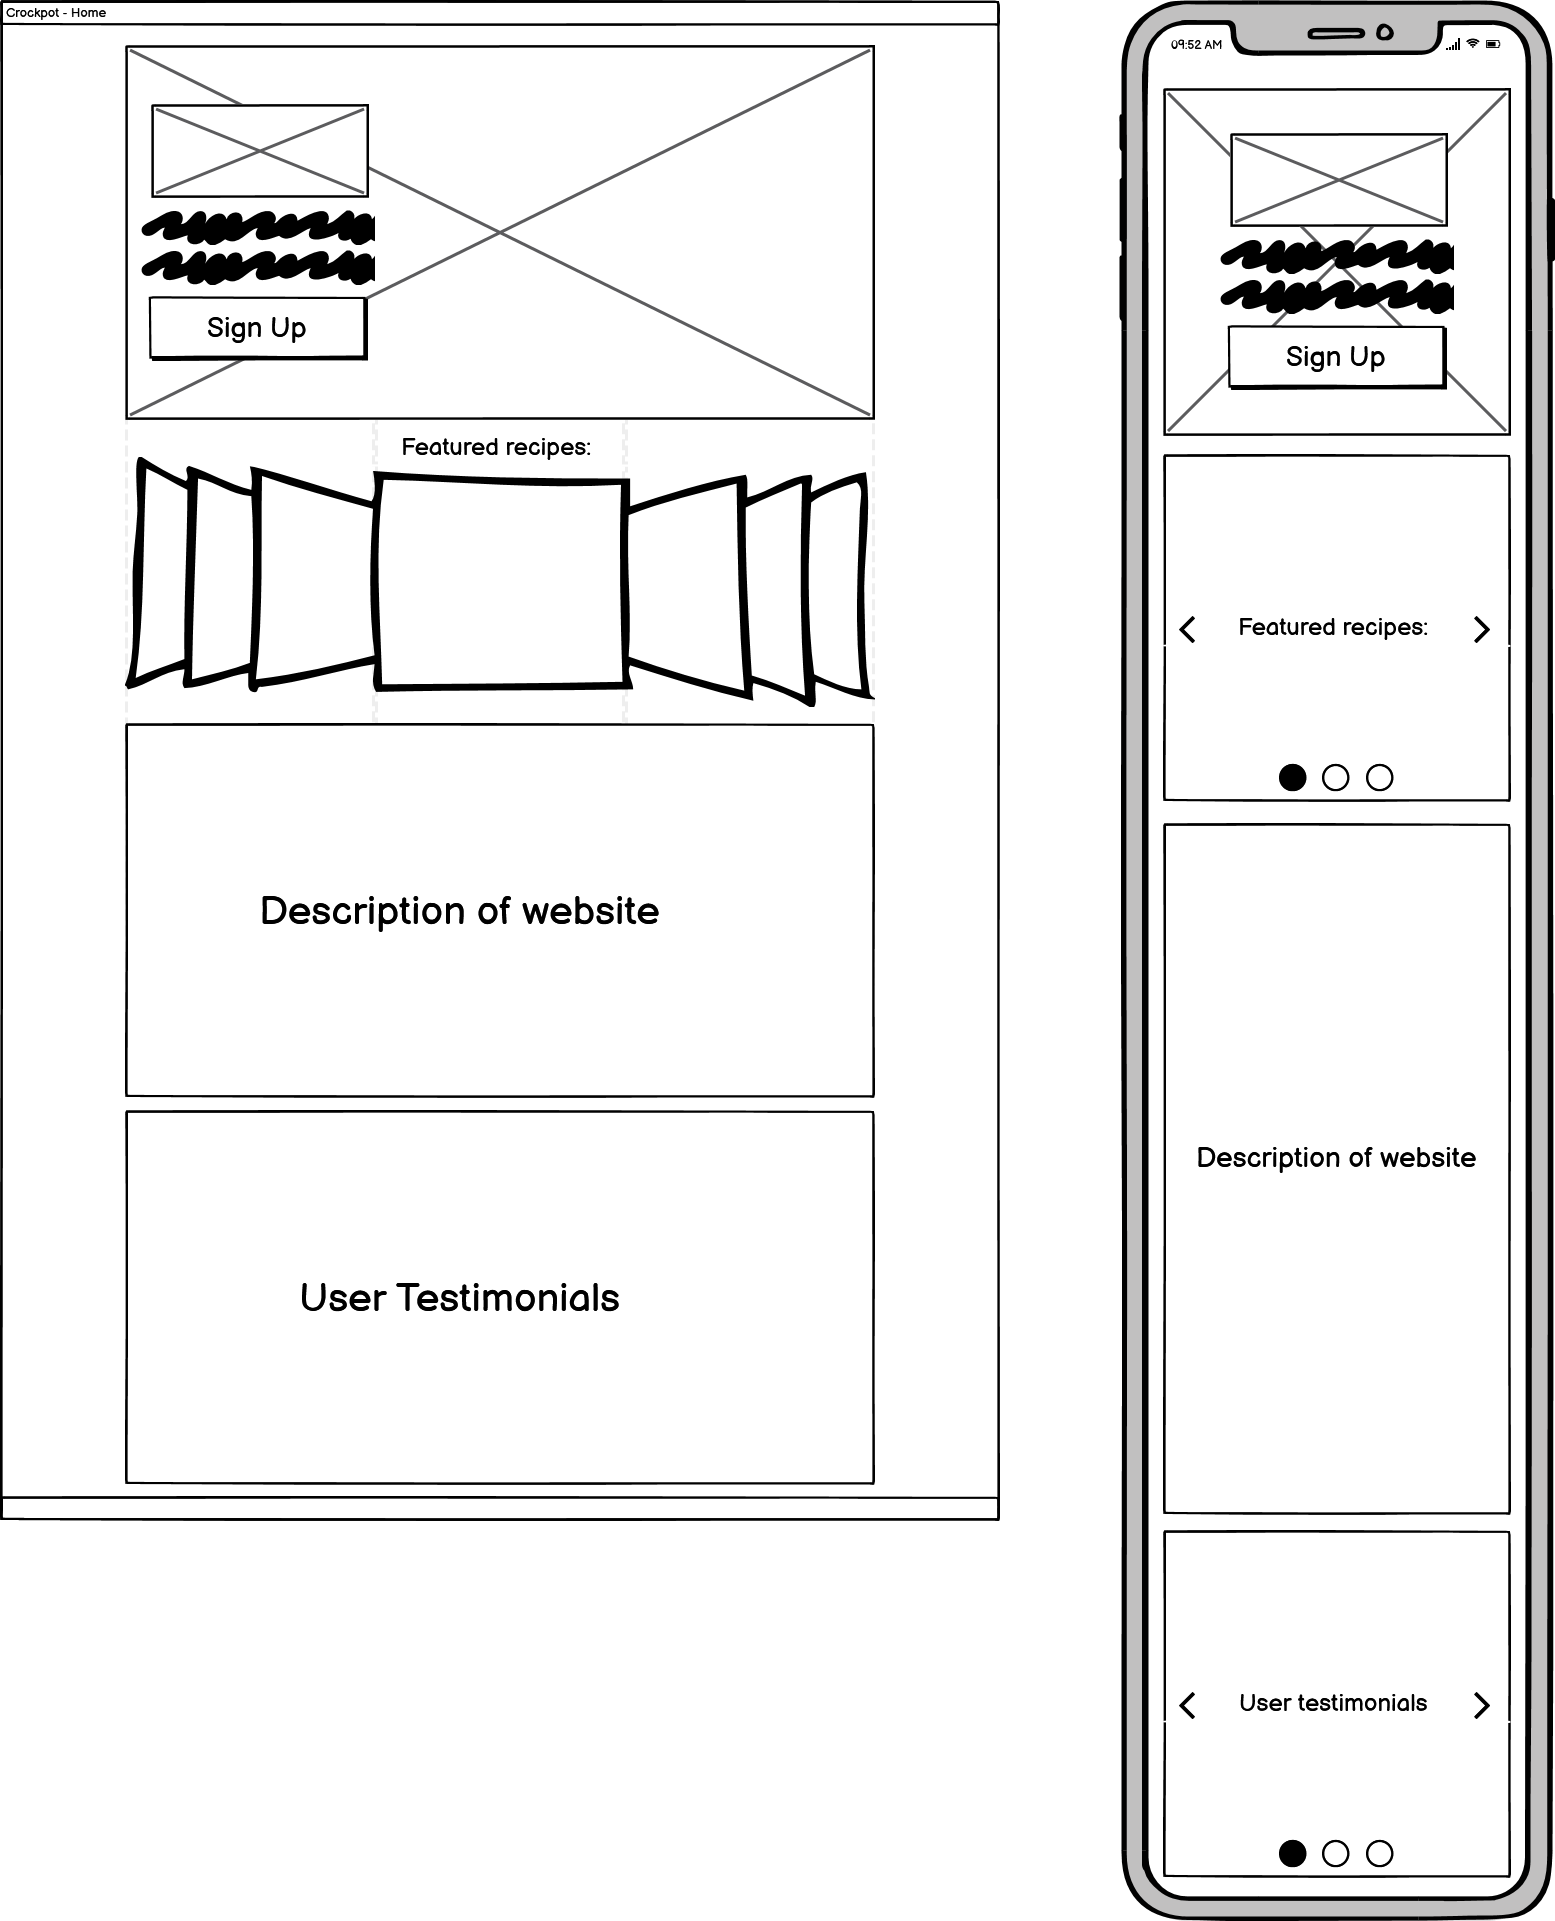 Crockpot - Home
Sign Up
Featured recipes:
Description of website
User Testimonials
09:52 AM
Sign Up
Featured recipes:
Description of website
User testimonials